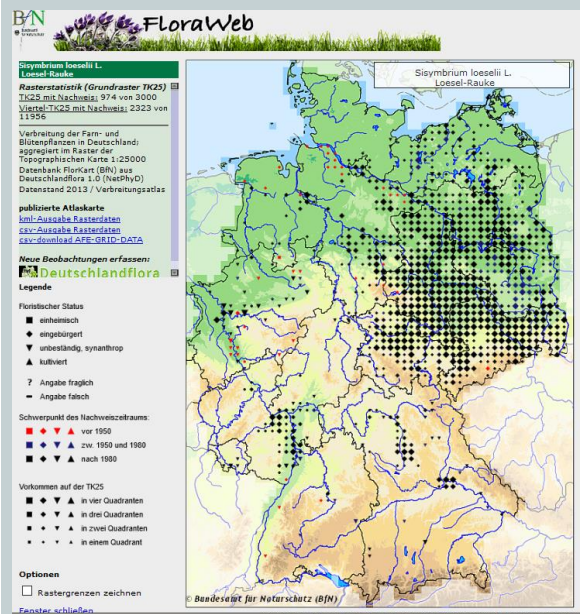 BfN
FloraWeb
Sisymbrium loeselii L.
Loesel-Rauke
Rasterstatistik (Grundraster TK25)
TK25 mit Nachweis: 974 von 3000
Viertel-TK25 mit Nachweis: 2323 von
11956
Verbreitung der Farn- und
Blütenpflanzen in Deutschland;
aggregiert im Raster der
Topographischen Karte 1:25000
Datenbank FlorKart (BfN) aus
Deutschlandflora 1.0 (NetPhyD)
Datenstand 2013 / Verbreitungsatlas
publizierte Atlaskarte
kml-Ausgabe Rasterdaten
csv-Ausgabe Rasterdaten
csv-download AFE-GRID-DATA
Neue Beobachtungen erfassen:
Deutschlandflora
Legende
Floristischer Status
einheimisch
eingebürgert
unbeständig, synanthrop
kultiviert
? Angabe fraglich
Angabe falsch
Schwerpunkt des Nachweiszeitraums:
vor 1950
zw. 1950 und 1980
nach 1980
Vorkommen auf der TK25
in vier Quadranten
in drei Quadranten
in zwei Quadranten
in einem Quadrant
Optionen
Rastergrenzen zeichnen
Fenster schließen
Sisymbrium loeselii L.
Loesel-Rauke
© Bundesamt für Naturschutz (BfN)